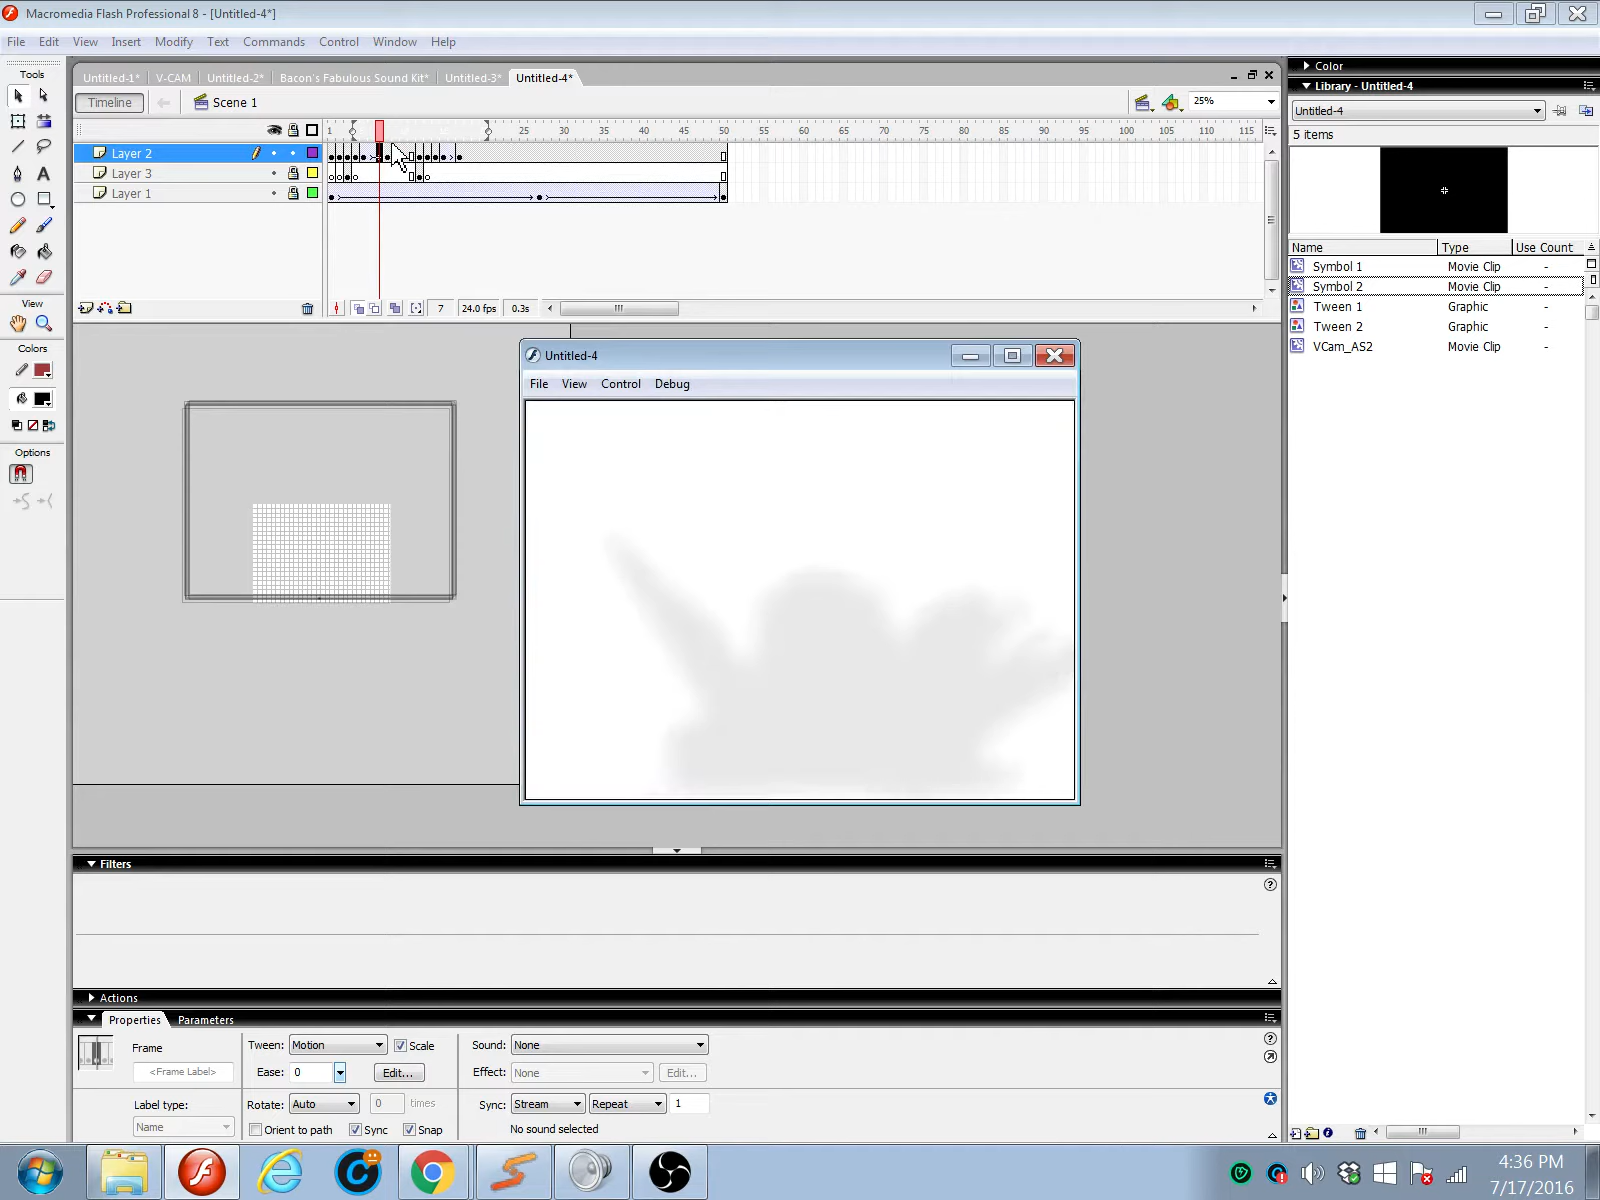 Macromedia Flash Professional 8 - [Untitled-4*]
File Edit View Insert Modify Text Commands Control Window Help
Tools
Untitled-1* V-CAM Untitled-2* Bacon's Fabulous Sound Kit* Untitled-3* Untitled-4*
Timeline Scene 1 25%
1 25 30 35 40 45 50 55 60 65 70 75 80 85 90 95 100 105 110 115
Layer 2
Layer 3
Layer 1
7 24.0 fps 0.3s
View
Colors
Options
Untitled-4
File View Control Debug
Color
Library - Untitled-4
Untitled-4
5 items
Name Type Use Count
Symbol 1 Movie Clip -
Symbol 2 Movie Clip -
Tween 1 Graphic -
Tween 2 Graphic -
VCam_AS2 Movie Clip -
Filters
Actions
Properties Parameters
Frame
<Frame Label>
Label type:
Name
Tween: Motion Scale
Ease: 0 Edit...
Rotate: Auto 0 times
Orient to path Sync Snap
Sound: None
Effect: None Edit...
Sync: Stream Repeat 1
No sound selected
4:36 PM
7/17/2016